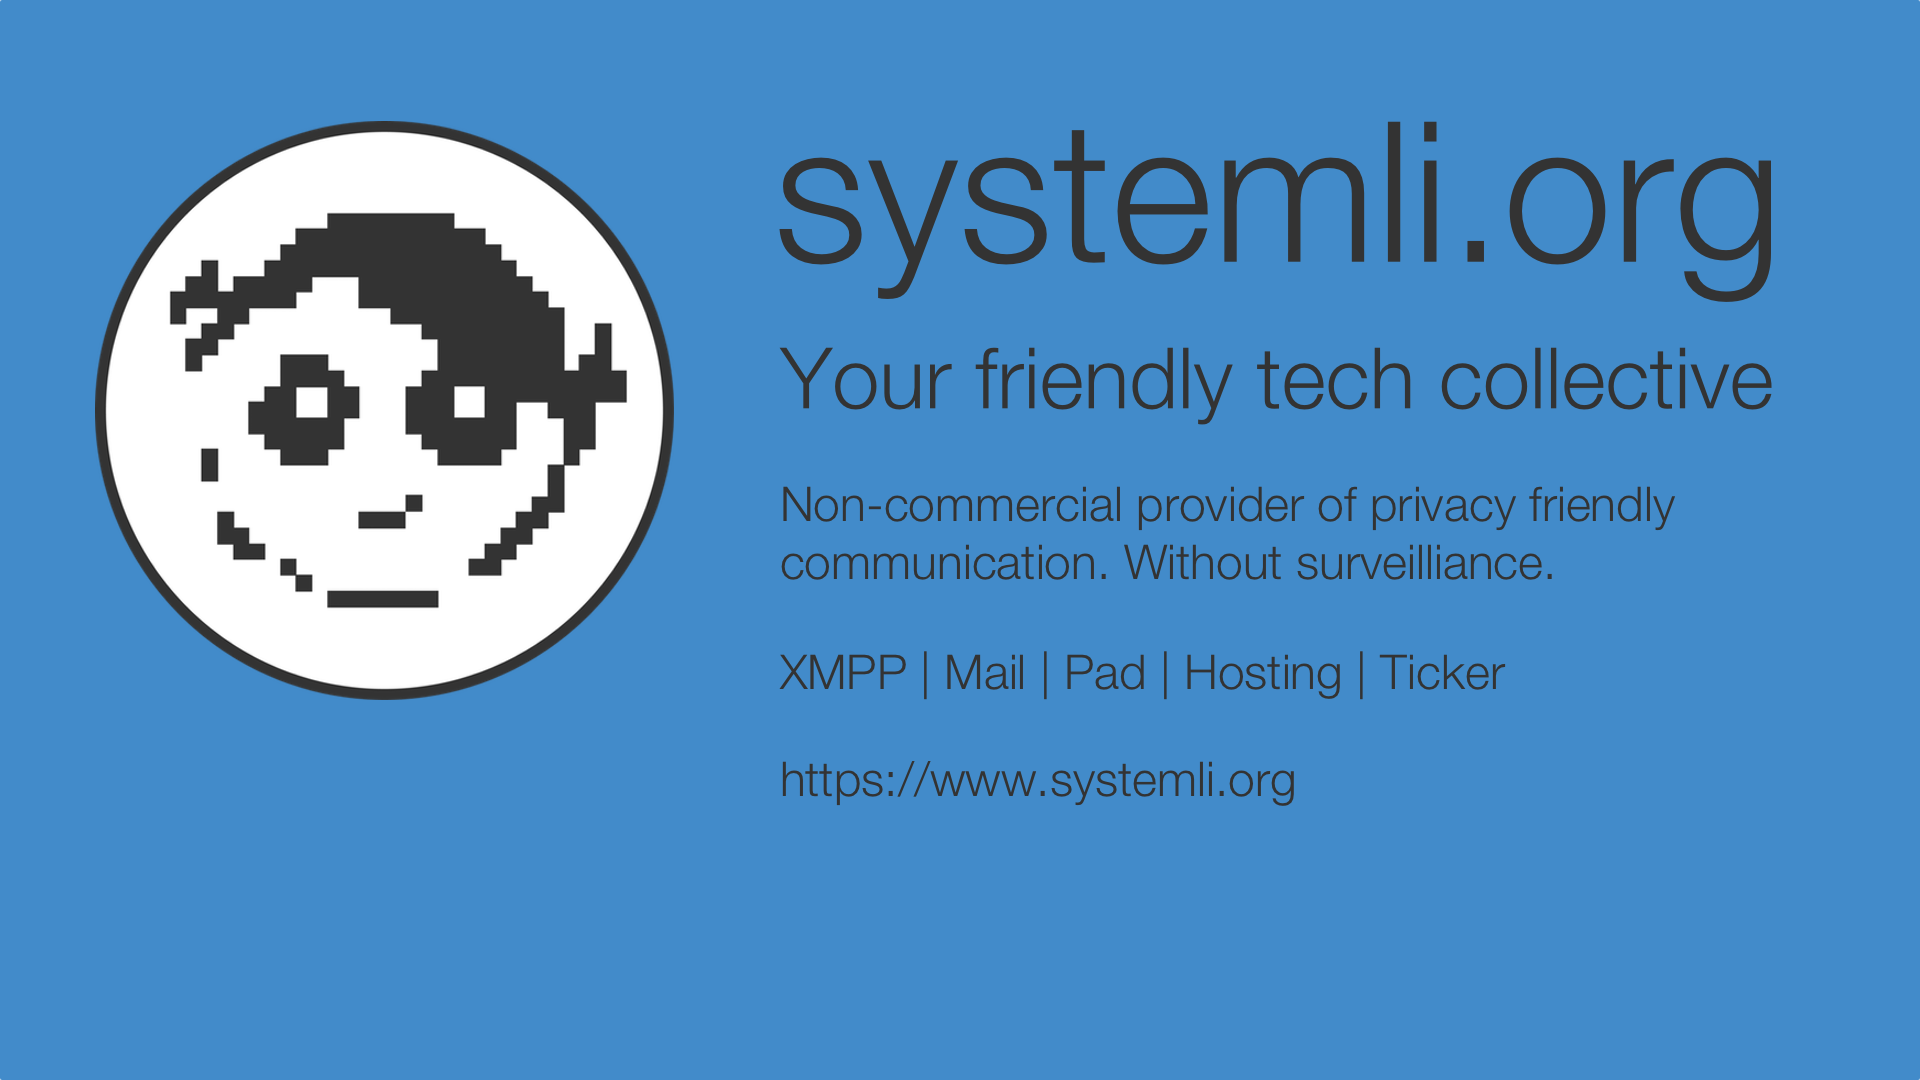 systemli.org
Your friendly tech collective
Non-commercial provider of privacy friendly
communication. Without surveilliance.
XMPP | Mail | Pad | Hosting | Ticker
https://www.systemli.org